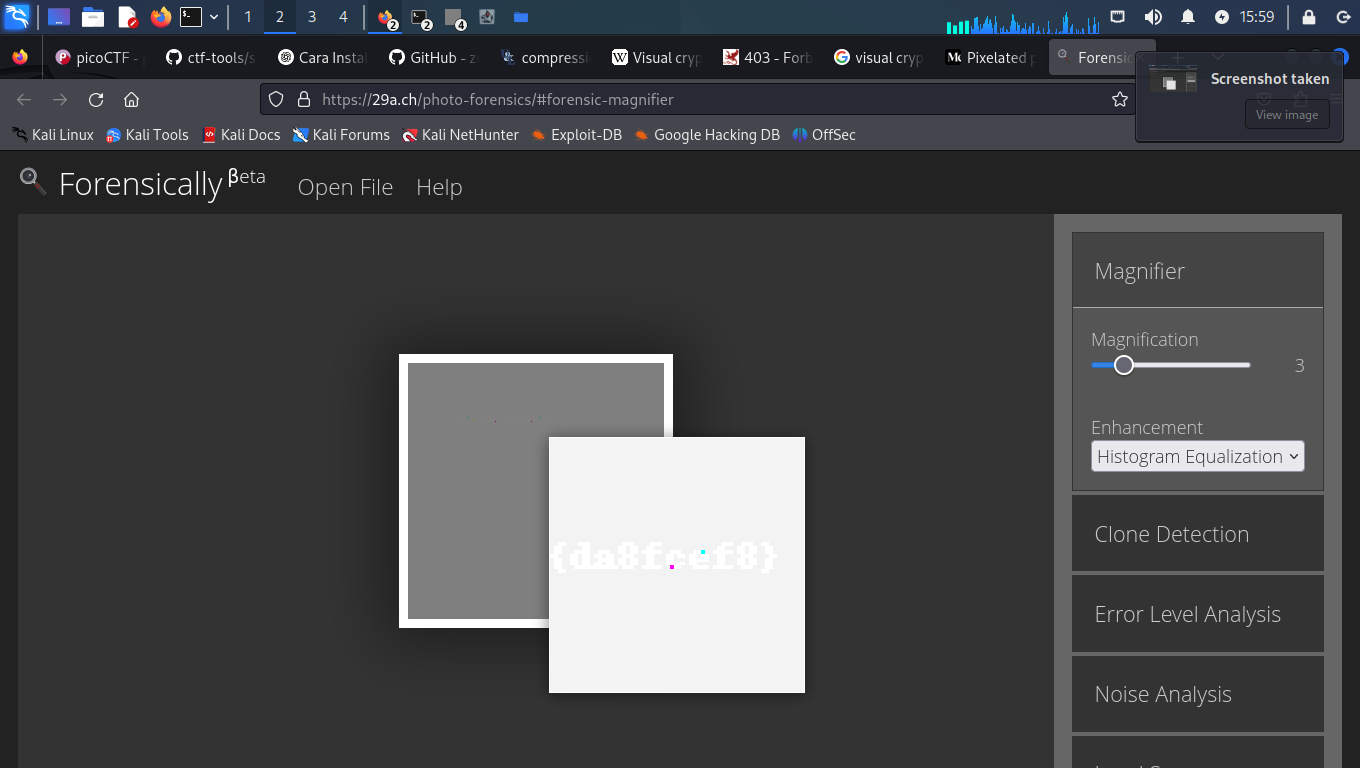 1 2 3 4 2 2 4 15:59
picoCTF - ctf-tools/s Cara Instal GitHub - z compressi Visual cryp 403 - Forb visual cryp Pixelated Forensic
Screenshot taken
View image
https://29a.ch/photo-forensics/#forensic-magnifier
Kali Linux Kali Tools Kali Docs Kali Forums Kali NetHunter Exploit-DB Google Hacking DB OffSec
Forensically βeta Open File Help
Magnifier
Magnification
3
Enhancement
Histogram Equalization
{da8fcef8}
Clone Detection
Error Level Analysis
Noise Analysis